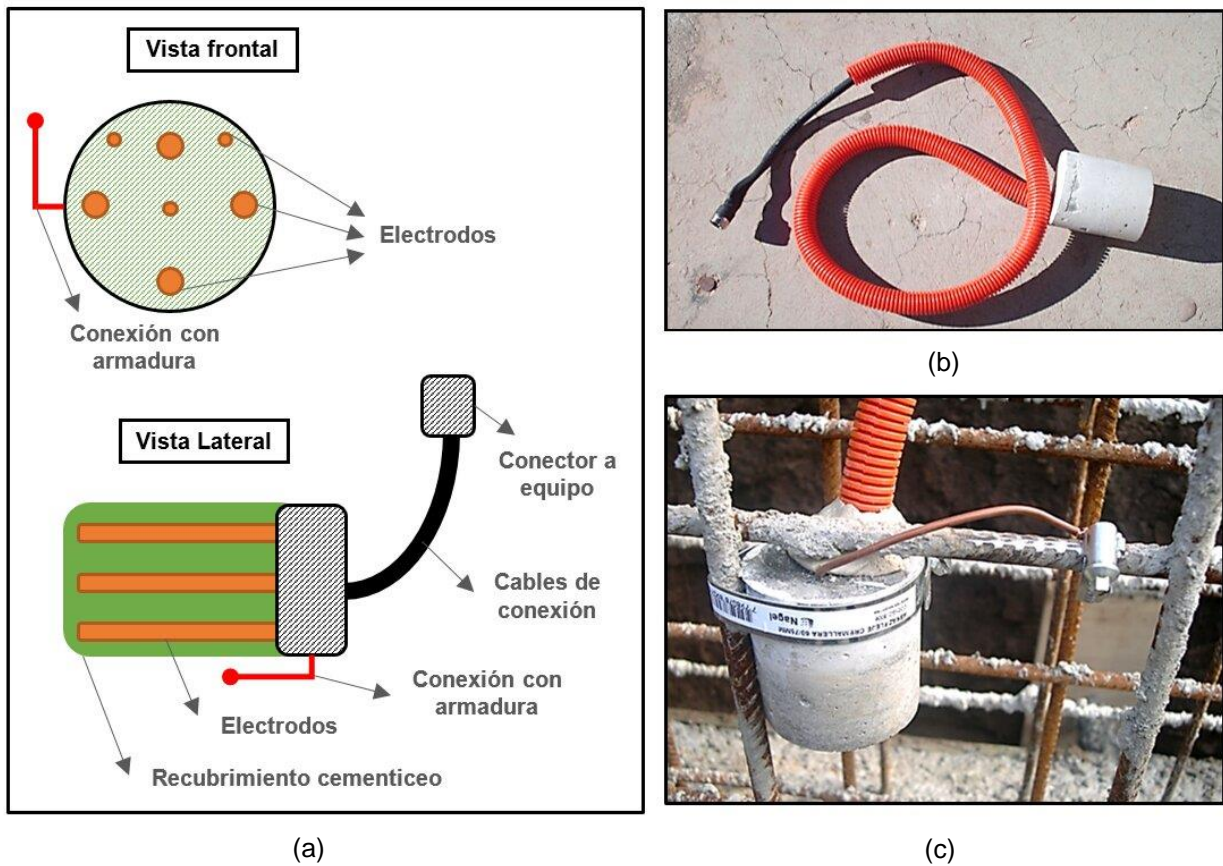 Vista frontal
Electrodos
Conexión con
armadura
Vista Lateral
Conector a
equipo
Cables de
conexión
Conexión con
armadura
Electrodos
Recubrimiento cementiceo
(a)
(b)
Nagel
(c)